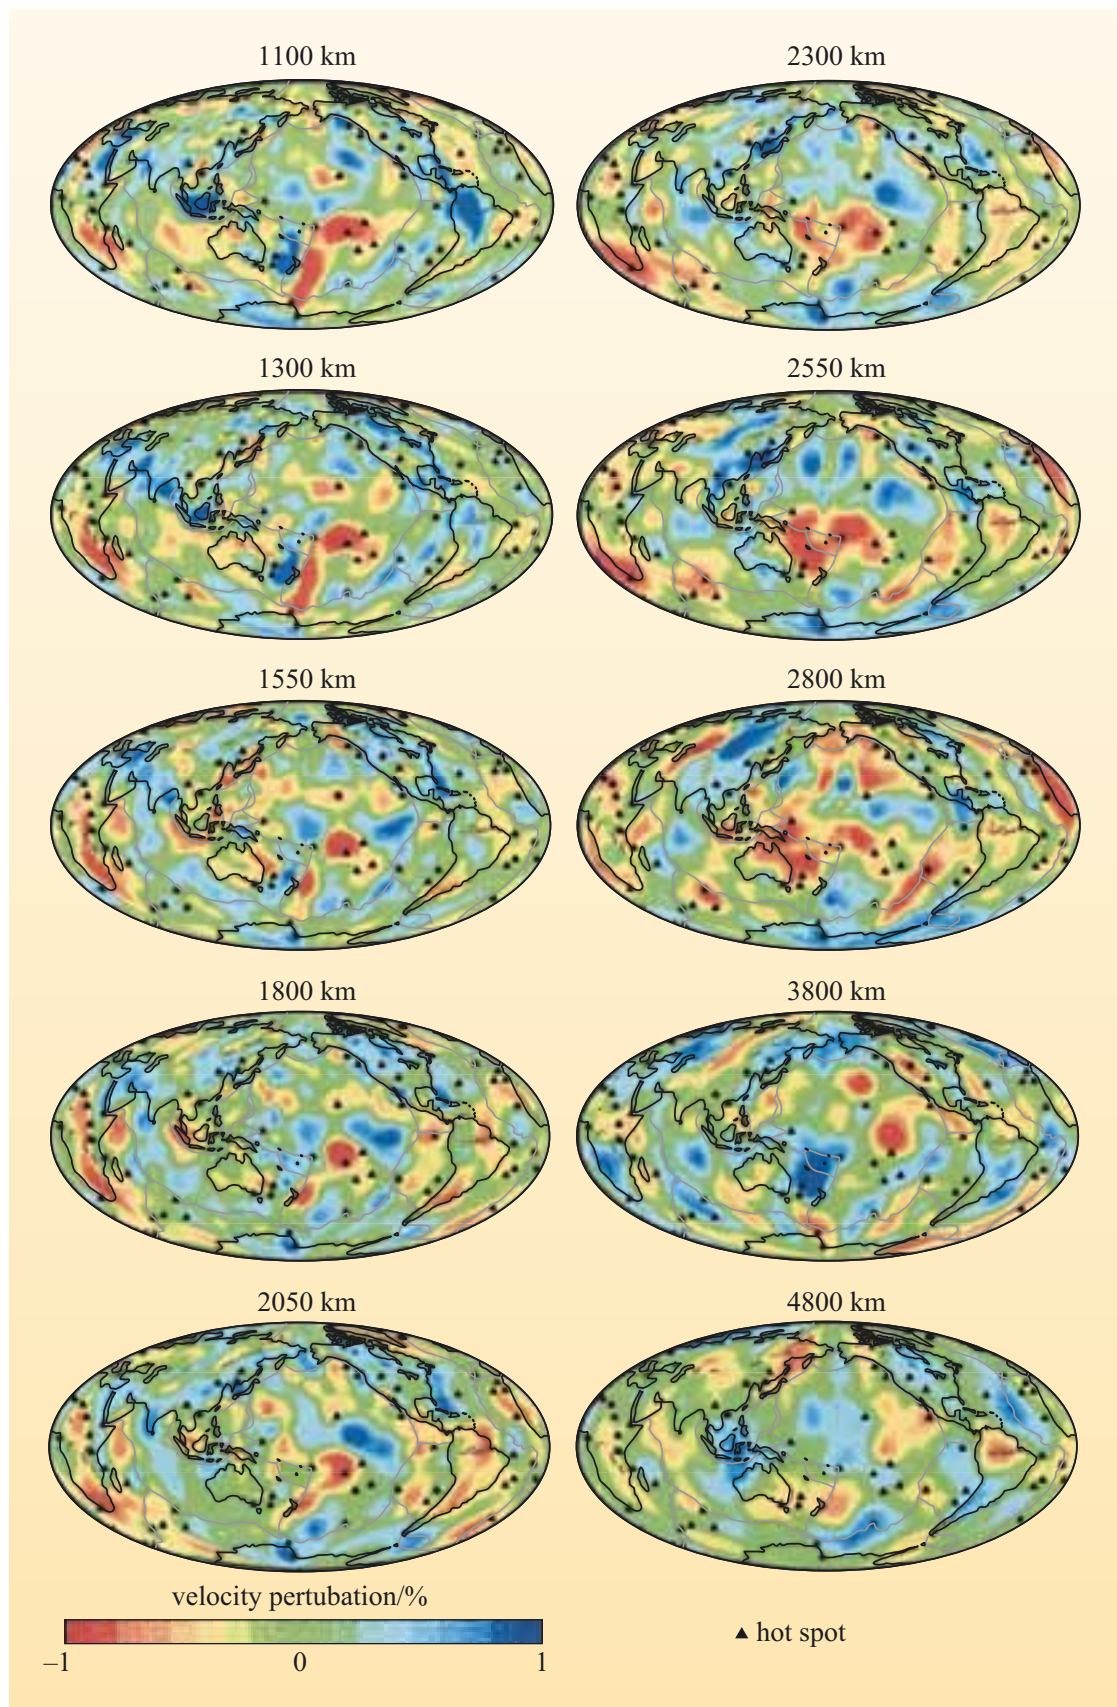 1100 km
2300 km
1300 km
2550 km
1550 km
2800 km
1800 km
3800 km
2050 km
4800 km
velocity pertubation/%
–1 0 1
▲ hot spot